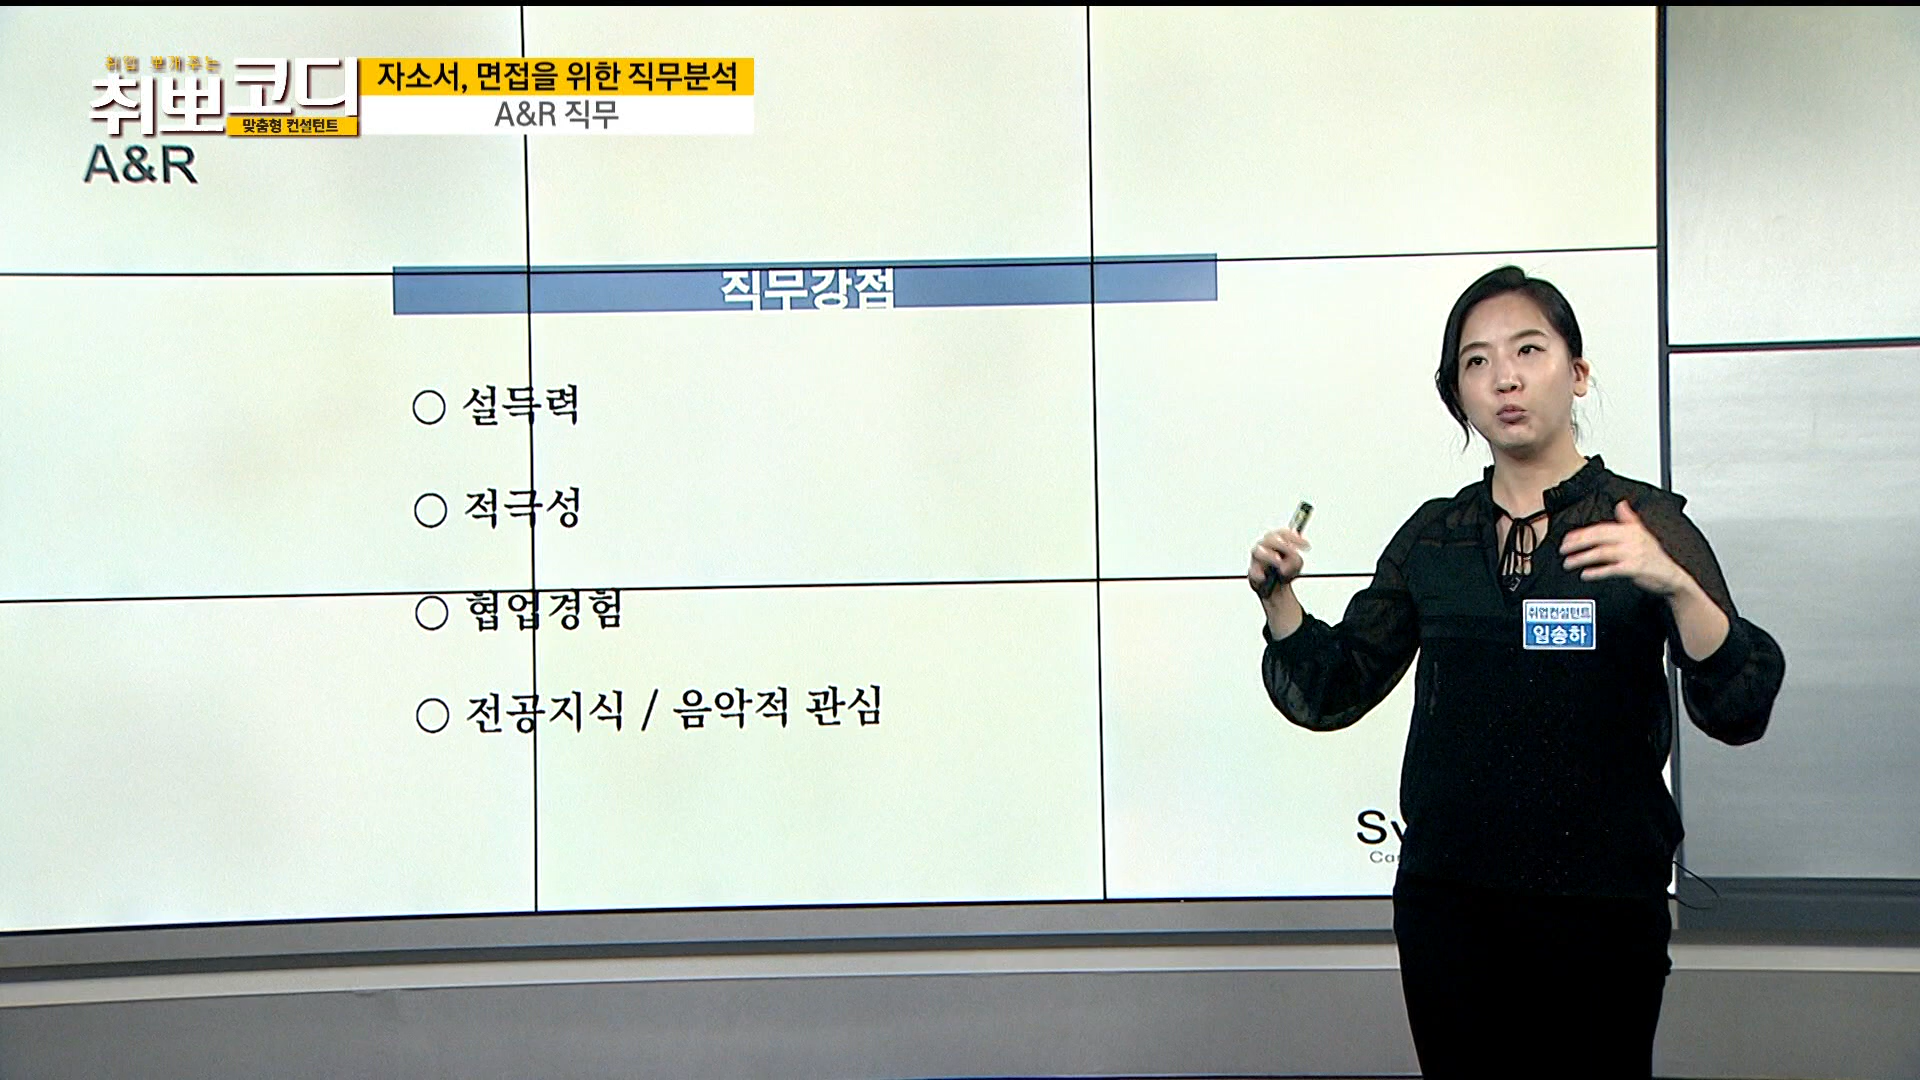 취업 뽀개주는
취뽀코디
맞춤형 컨설턴트
자소서, 면접을 위한 직무분석
A&R 직무
A&R
직무강점
○ 설득력
○ 적극성
○ 협업경험
○ 전공지식 / 음악적 관심
취업컨설턴트
임송하